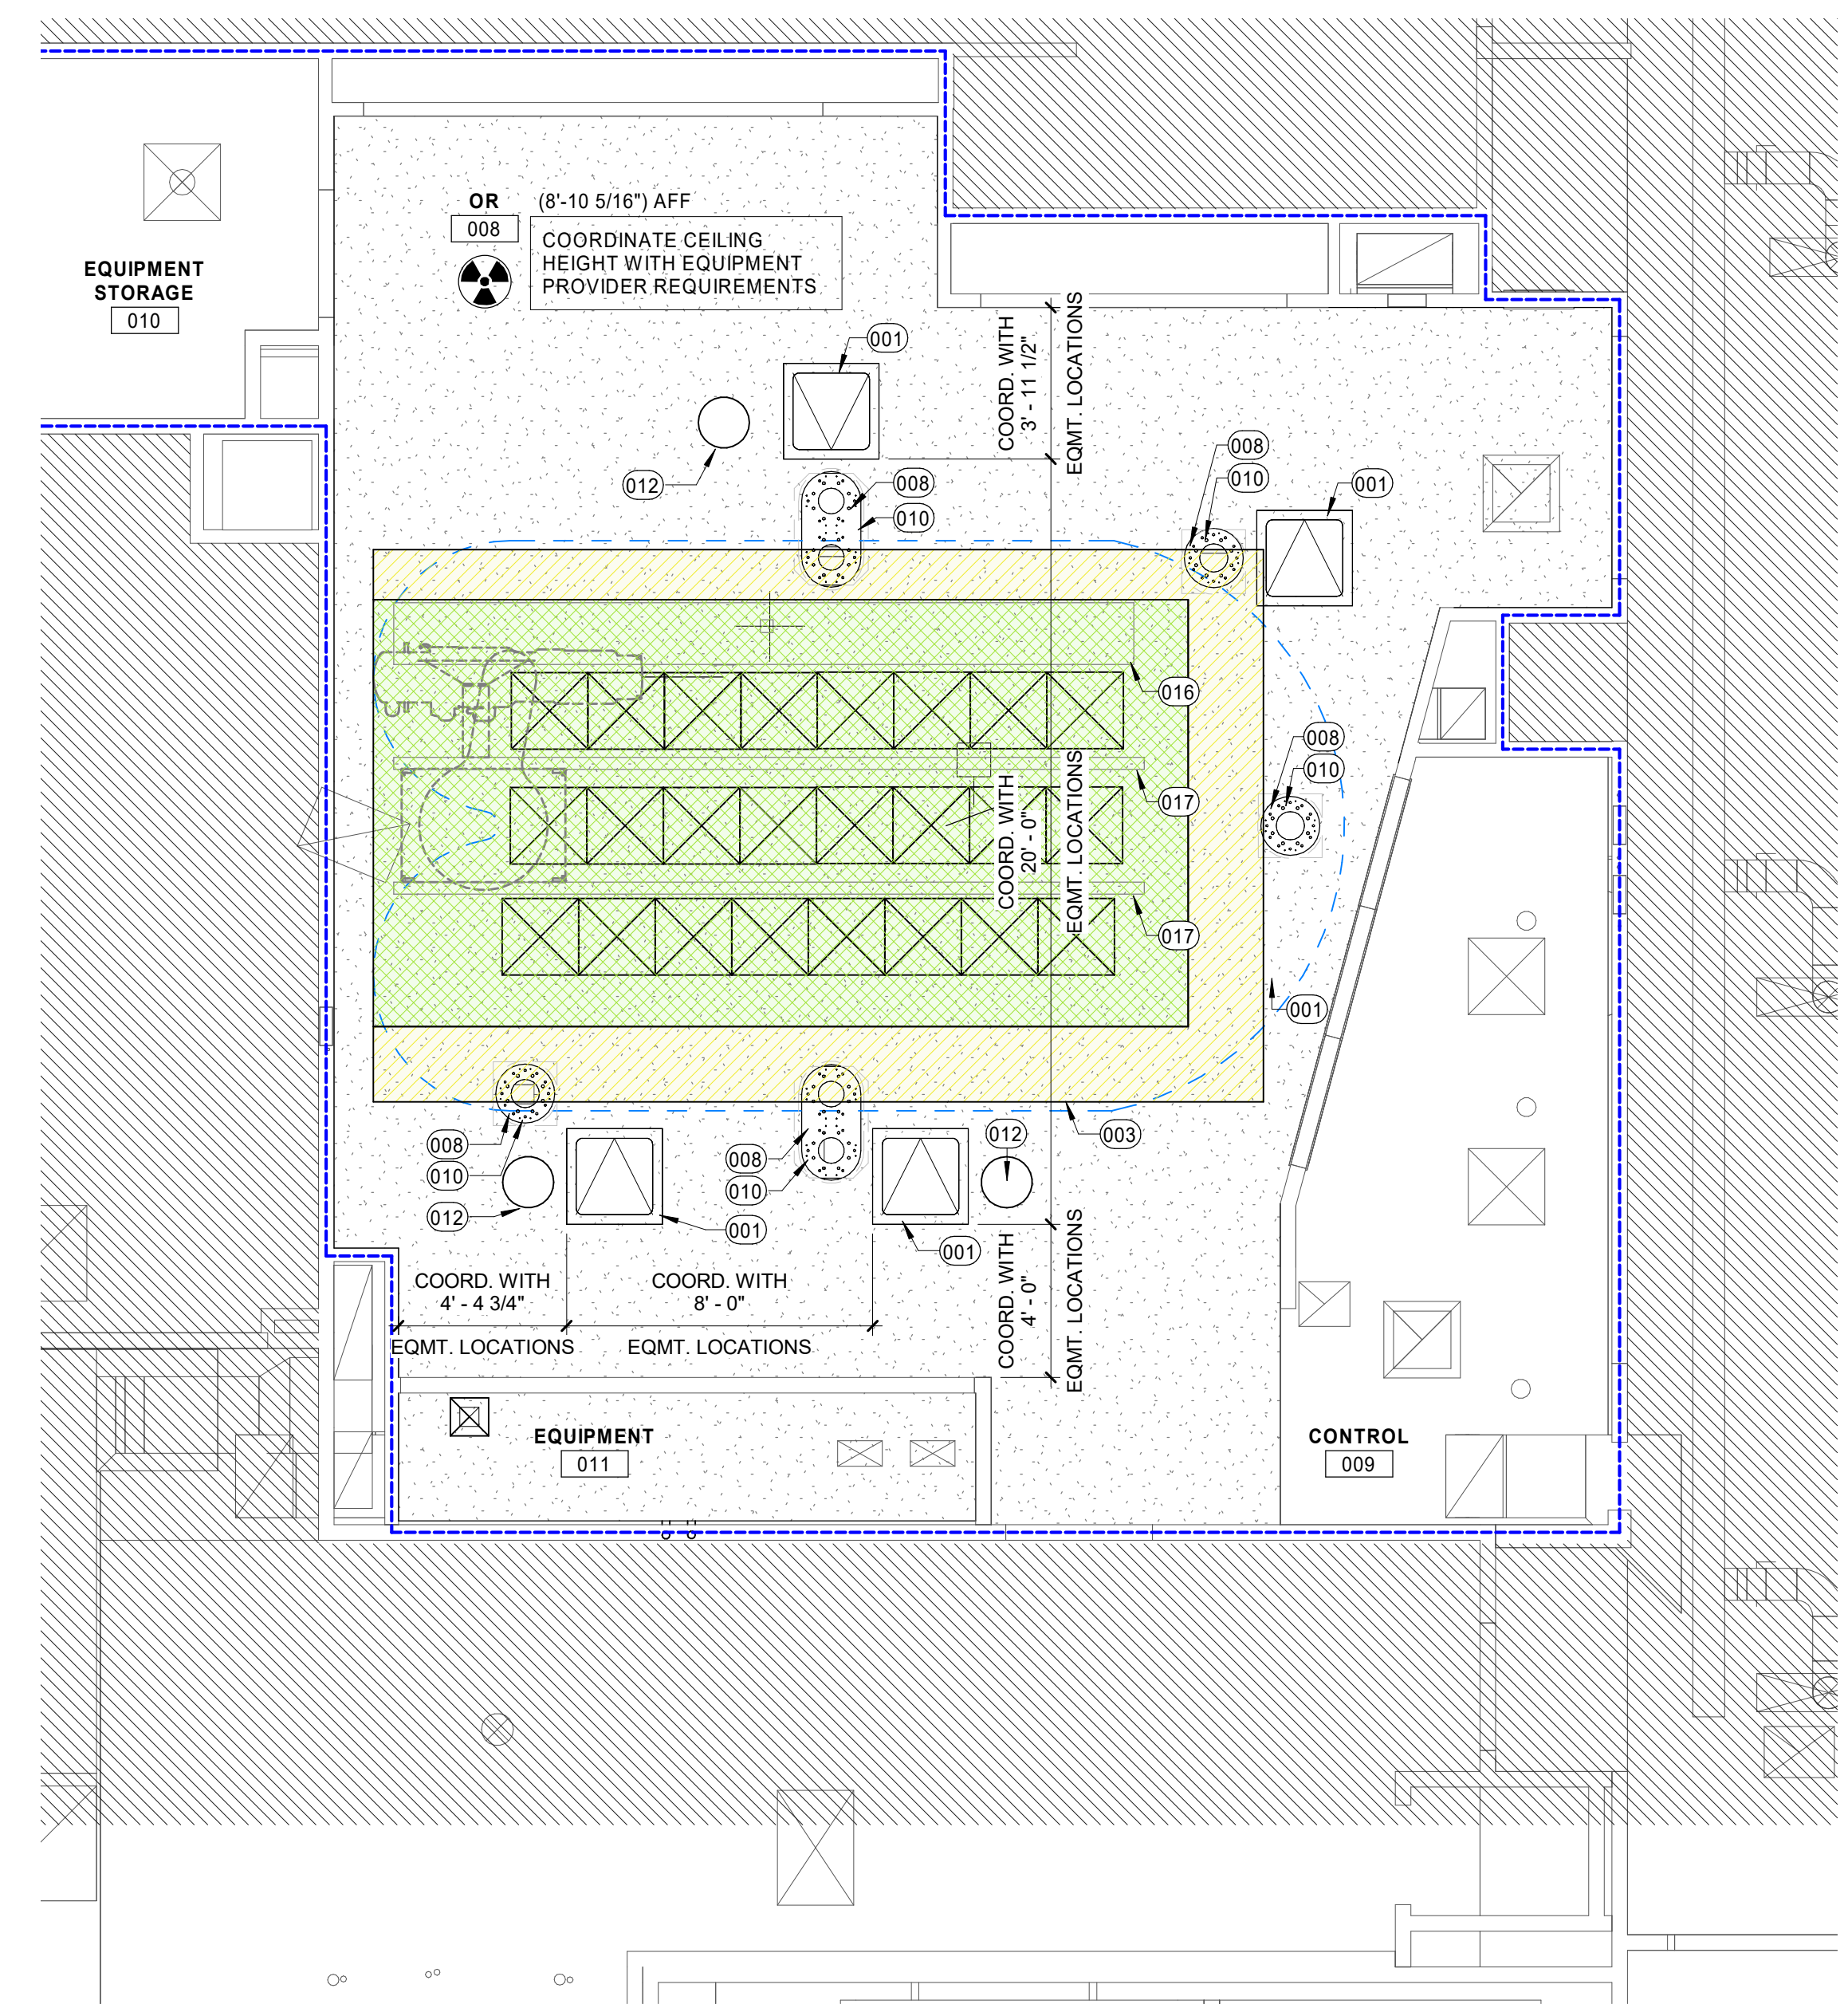 OR
008
(8'-10 5/16") AFF
COORDINATE CEILING
HEIGHT WITH EQUIPMENT
PROVIDER REQUIREMENTS
EQUIPMENT
STORAGE
010
001
COORD. WITH
3' - 11 1/2"
EQMT. LOCATIONS
012
008
010
008
010
001
016
008
010
017
COORD. WITH
20' - 0"
EQMT. LOCATIONS
017
001
003
008
010
012
008
010
012
001
001
COORD. WITH
4' - 4 3/4"
EQMT. LOCATIONS
COORD. WITH
8' - 0"
EQMT. LOCATIONS
COORD. WITH
4' - 0"
EQMT. LOCATIONS
EQUIPMENT
011
CONTROL
009